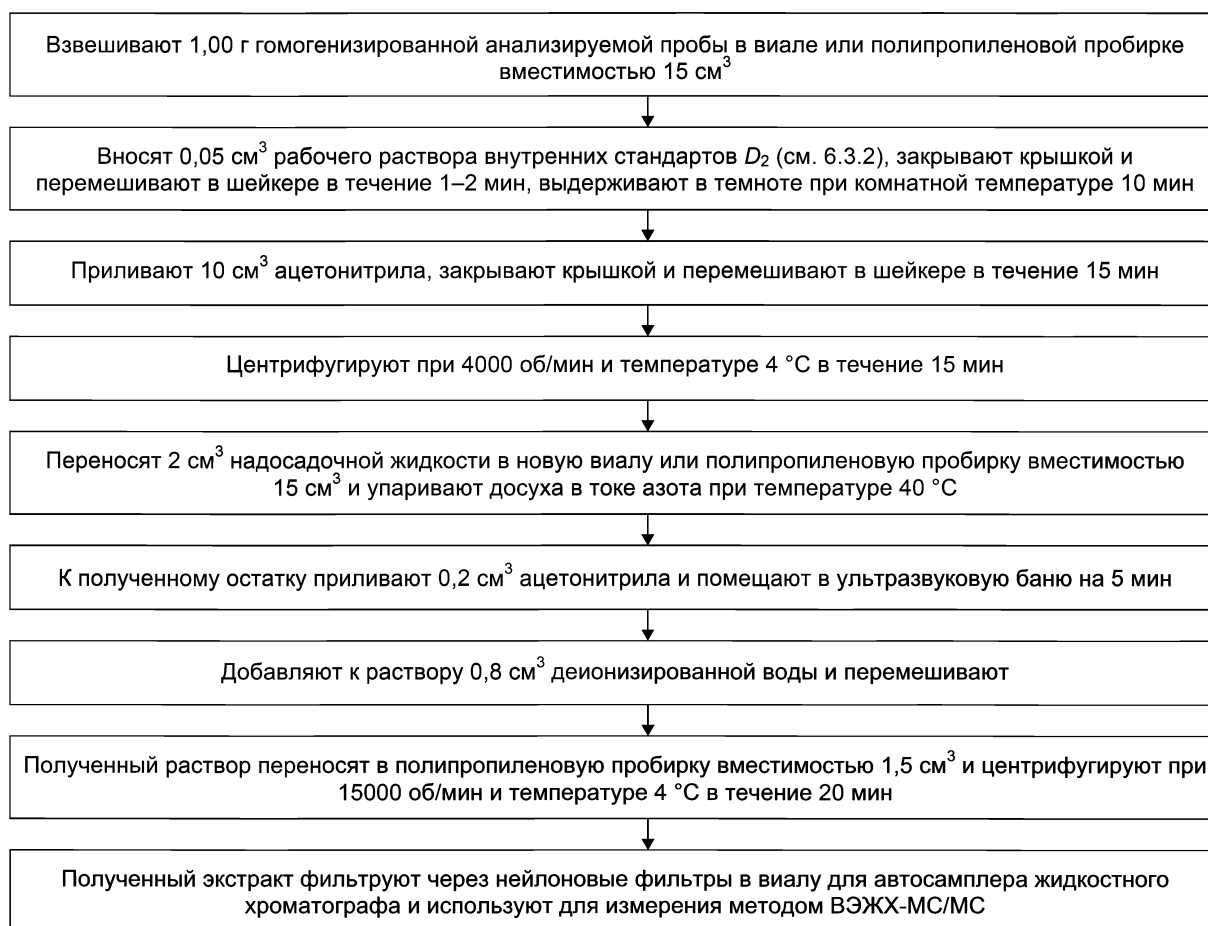 Взвешивают 1,00 г гомогенизированной анализируемой пробы в виале или полипропиленовой пробирке
вместимостью 15 см³
Вносят 0,05 см³ рабочего раствора внутренних стандартов D₂ (см. 6.3.2), закрывают крышкой и
перемешивают в шейкере в течение 1–2 мин, выдерживают в темноте при комнатной температуре 10 мин
Приливают 10 см³ ацетонитрила, закрывают крышкой и перемешивают в шейкере в течение 15 мин
Центрифугируют при 4000 об/мин и температуре 4 °C в течение 15 мин
Переносят 2 см³ надосадочной жидкости в новую виалу или полипропиленовую пробирку вместимостью
15 см³ и упаривают досуха в токе азота при температуре 40 °C
К полученному остатку приливают 0,2 см³ ацетонитрила и помещают в ультразвуковую баню на 5 мин
Добавляют к раствору 0,8 см³ деионизированной воды и перемешивают
Полученный раствор переносят в полипропиленовую пробирку вместимостью 1,5 см³ и центрифугируют при
15000 об/мин и температуре 4 °C в течение 20 мин
Полученный экстракт фильтруют через нейлоновые фильтры в виалу для автосамплера жидкостного
хроматографа и используют для измерения методом ВЭЖХ-МС/МС